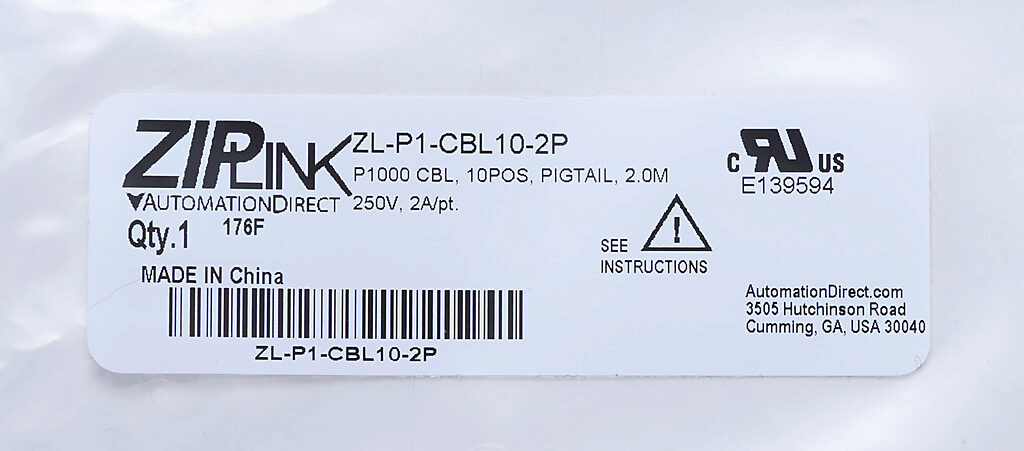 ZIPLINK
AUTOMATIONDIRECT
ZL-P1-CBL10-2P
P1000 CBL, 10POS, PIGTAIL, 2.0M
250V, 2A/pt.
Qty.1
176F
MADE IN China
ZL-P1-CBL10-2P
SEE
INSTRUCTIONS
!
C RU US
E139594
AutomationDirect.com
3505 Hutchinson Road
Cumming, GA, USA 30040